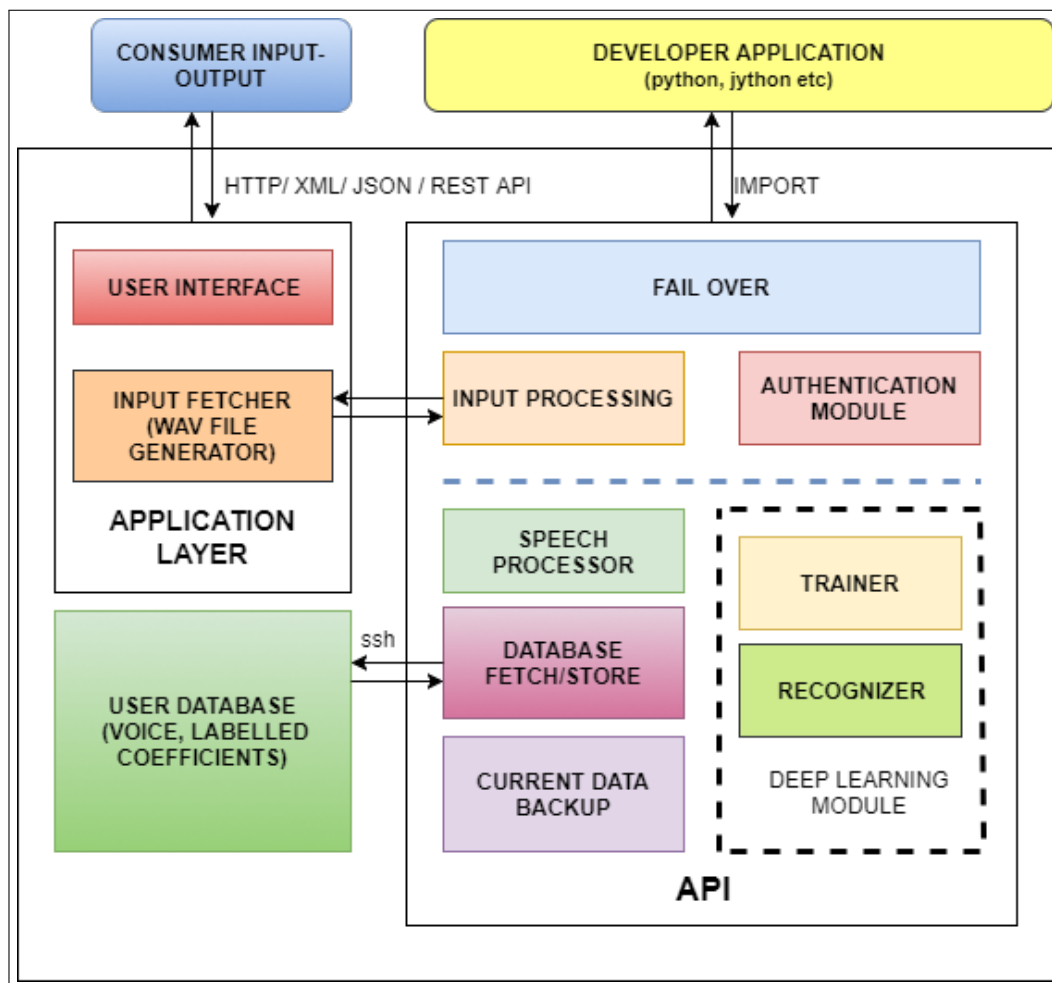 CONSUMER INPUT-
OUTPUT
DEVELOPER APPLICATION
(python, jython etc)
HTTP/ XML/ JSON / REST API
IMPORT
USER INTERFACE
INPUT FETCHER
(WAV FILE
GENERATOR)
APPLICATION
LAYER
FAIL OVER
INPUT PROCESSING
AUTHENTICATION
MODULE
SPEECH
PROCESSOR
TRAINER
ssh
DATABASE
FETCH/STORE
RECOGNIZER
USER DATABASE
(VOICE, LABELLED
COEFFICIENTS)
CURRENT DATA
BACKUP
DEEP LEARNING
MODULE
API